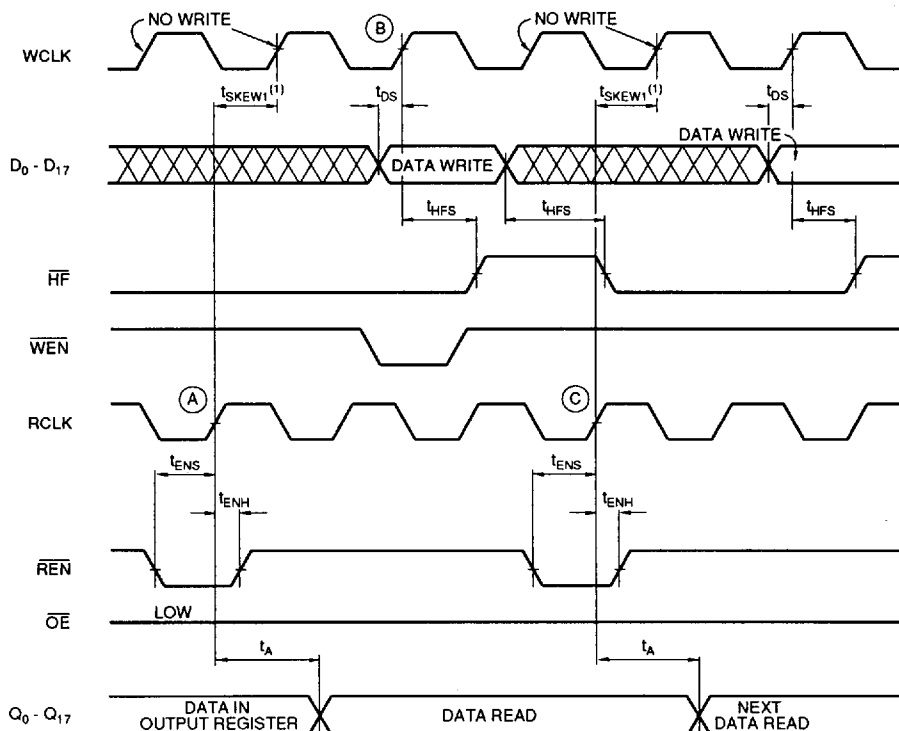 NO WRITE
B
NO WRITE
WCLK
tSKEW1(1)
tDS
tSKEW1(1)
tDS
DATA WRITE
D0 - D17
DATA WRITE
tHFS
tHFS
tHFS
HF
WEN
A
C
RCLK
tENS
tENS
tENH
tENH
REN
LOW
OE
tA
tA
DATA IN
OUTPUT REGISTER
DATA READ
NEXT
DATA READ
Q0 - Q17